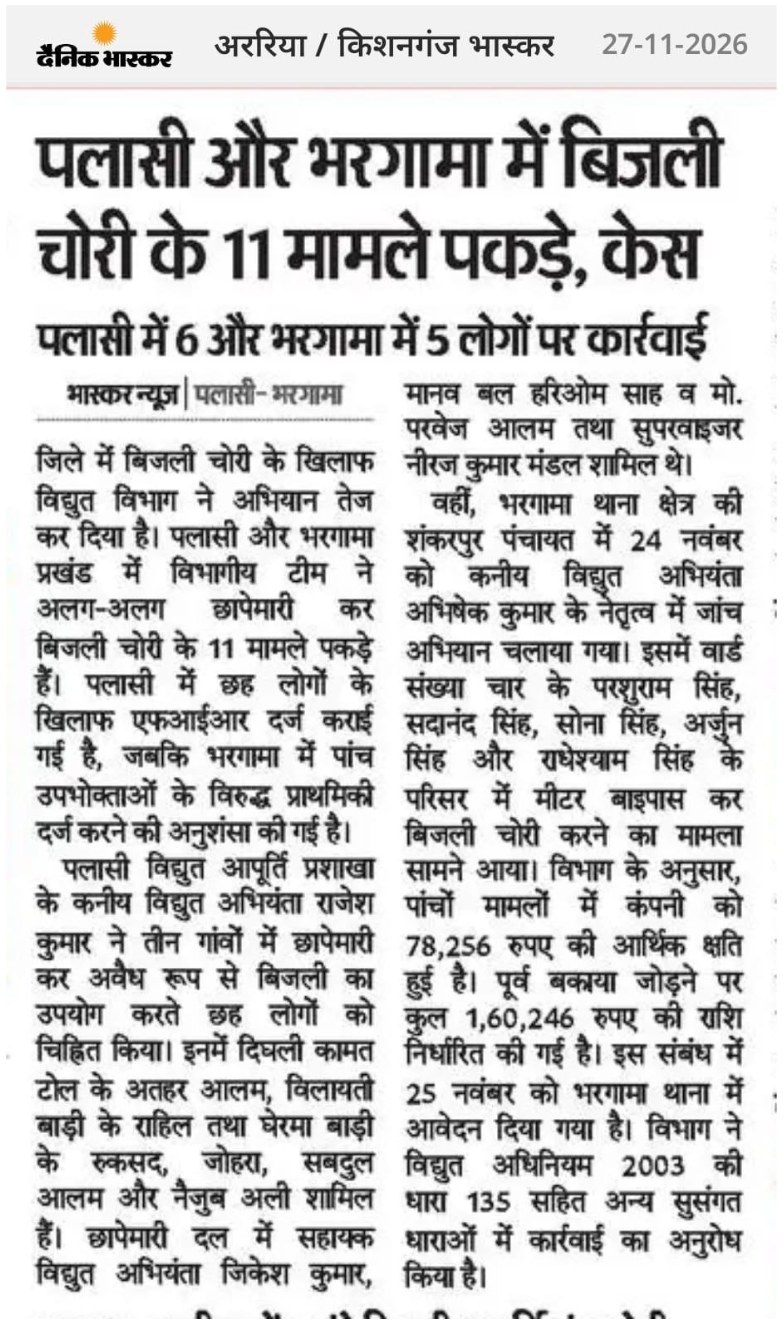 दैनिक भास्कर
अररिया / किशनगंज भास्कर
27-11-2026
पलासी और भरगामा में बिजली
चोरी के 11 मामले पकड़े, केस
पलासी में 6 और भरगामा में 5 लोगों पर कार्रवाई
भास्कर न्यूज | पलासी- भरगामा
जिले में बिजली चोरी के खिलाफ
विद्युत विभाग ने अभियान तेज
कर दिया है। पलासी और भरगामा
प्रखंड में विभागीय टीम ने
अलग-अलग छापेमारी कर
बिजली चोरी के 11 मामले पकड़े
हैं। पलासी में छह लोगों के
खिलाफ एफआईआर दर्ज कराई
गई है, जबकि भरगामा में पांच
उपभोक्ताओं के विरुद्ध प्राथमिकी
दर्ज करने की अनुशंसा की गई है।
पलासी विद्युत आपूर्ति प्रशाखा
के कनीय विद्युत अभियंता राजेश
कुमार ने तीन गांवों में छापेमारी
कर अवैध रूप से बिजली का
उपयोग करते छह लोगों को
चिह्नित किया। इनमें दिघली कामत
टोल के अतहर आलम, विलायती
बाड़ी के राहिल तथा घेरमा बाड़ी
के रुकसद, जोहरा, सबदुल
आलम और नैजुब अली शामिल
हैं। छापेमारी दल में सहायक
विद्युत अभियंता जिकेश कुमार,
मानव बल हरिओम साह व मो.
परवेज आलम तथा सुपरवाइजर
नीरज कुमार मंडल शामिल थे।
वहीं, भरगामा थाना क्षेत्र की
शंकरपुर पंचायत में 24 नवंबर
को कनीय विद्युत अभियंता
अभिषेक कुमार के नेतृत्व में जांच
अभियान चलाया गया। इसमें वार्ड
संख्या चार के परशुराम सिंह,
सदानंद सिंह, सोना सिंह, अर्जुन
सिंह और राधेश्याम सिंह के
परिसर में मीटर बाइपास कर
बिजली चोरी करने का मामला
सामने आया। विभाग के अनुसार,
पांचों मामलों में कंपनी को
78,256 रुपए की आर्थिक क्षति
हुई है। पूर्व बकाया जोड़ने पर
कुल 1,60,246 रुपए की राशि
निर्धारित की गई है। इस संबंध में
25 नवंबर को भरगामा थाना में
आवेदन दिया गया है। विभाग ने
विद्युत अधिनियम 2003 की
धारा 135 सहित अन्य सुसंगत
धाराओं में कार्रवाई का अनुरोध
किया है।